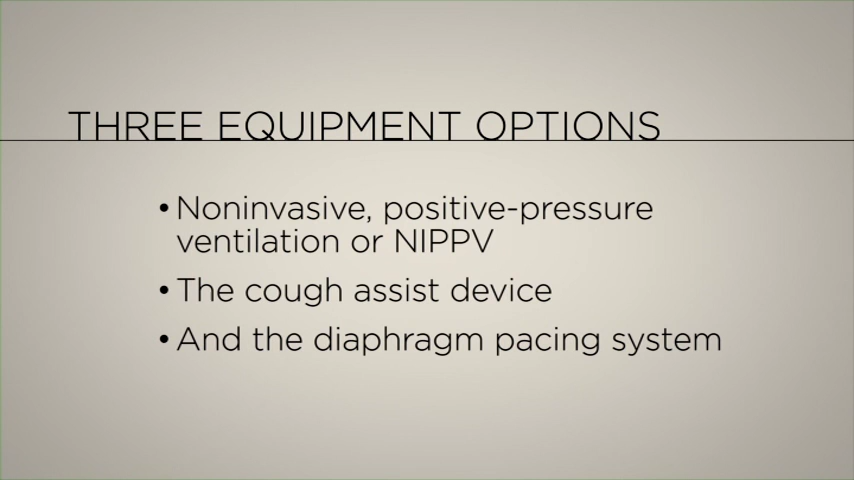 THREE EQUIPMENT OPTIONS
• Noninvasive, positive-pressure
ventilation or NIPPV
• The cough assist device
• And the diaphragm pacing system